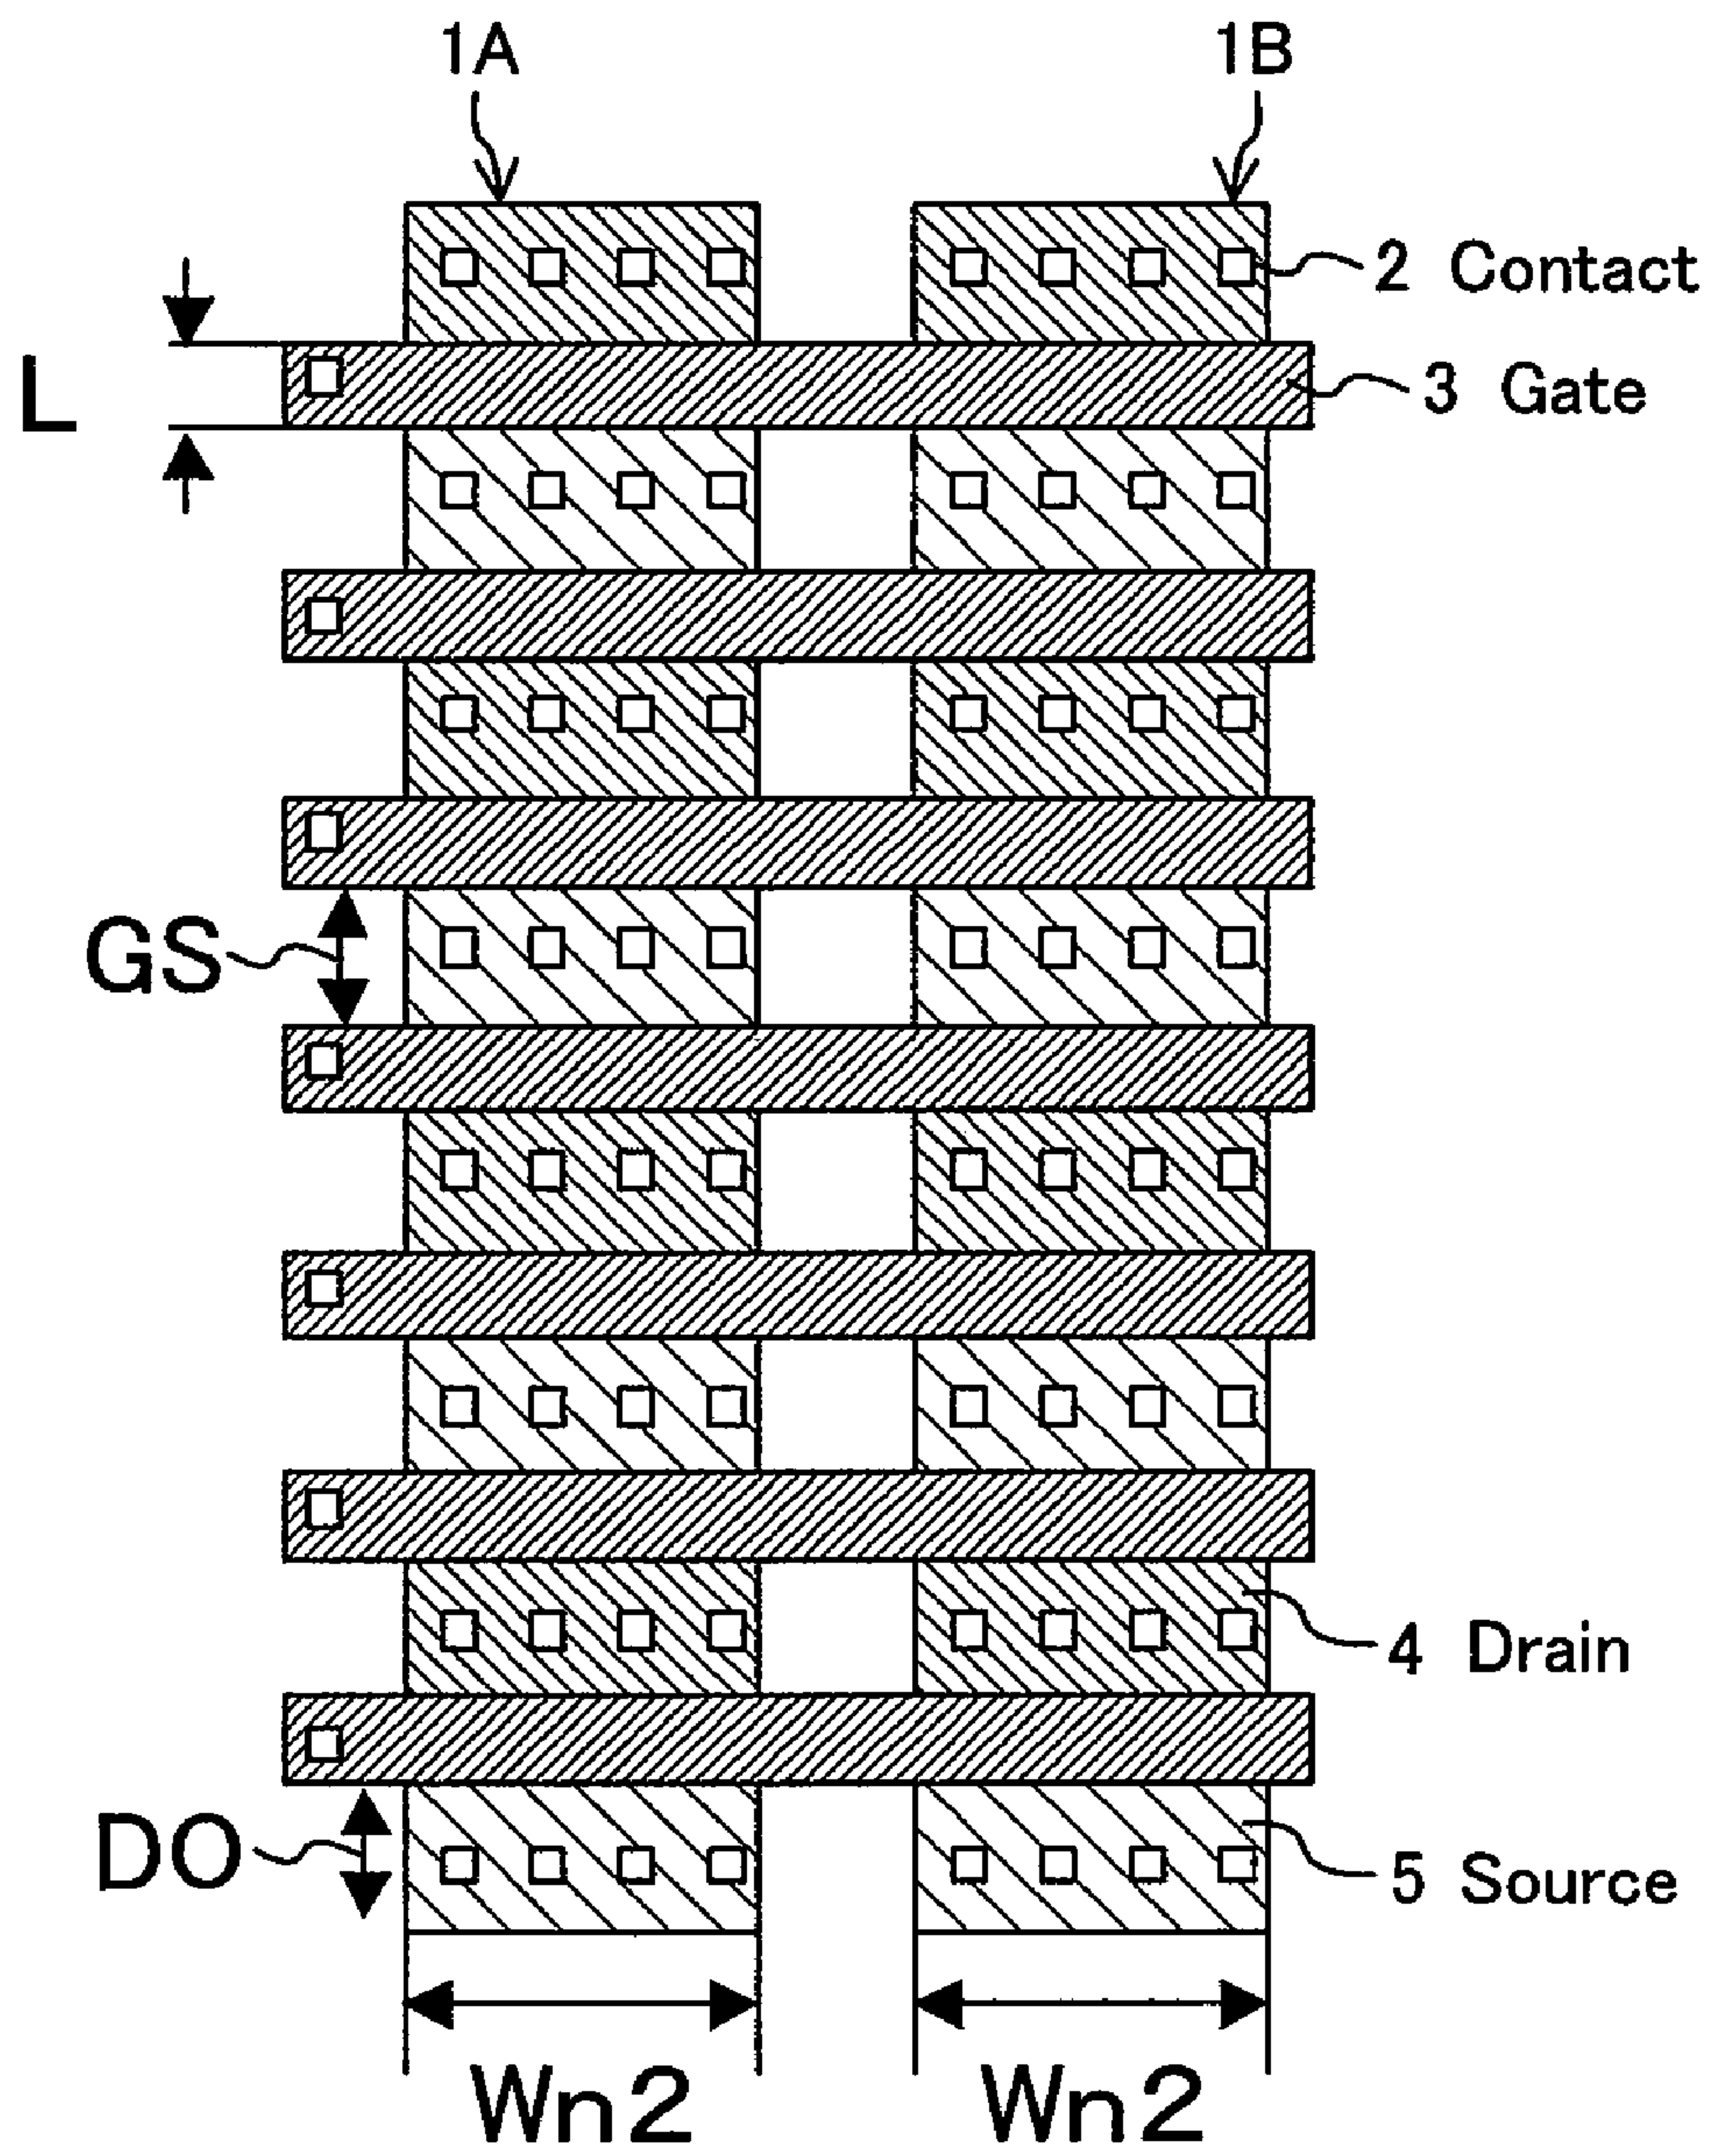 1A
1B
2 Contact
L
3 Gate
GS
4 Drain
DO
5 Source
Wn2
Wn2